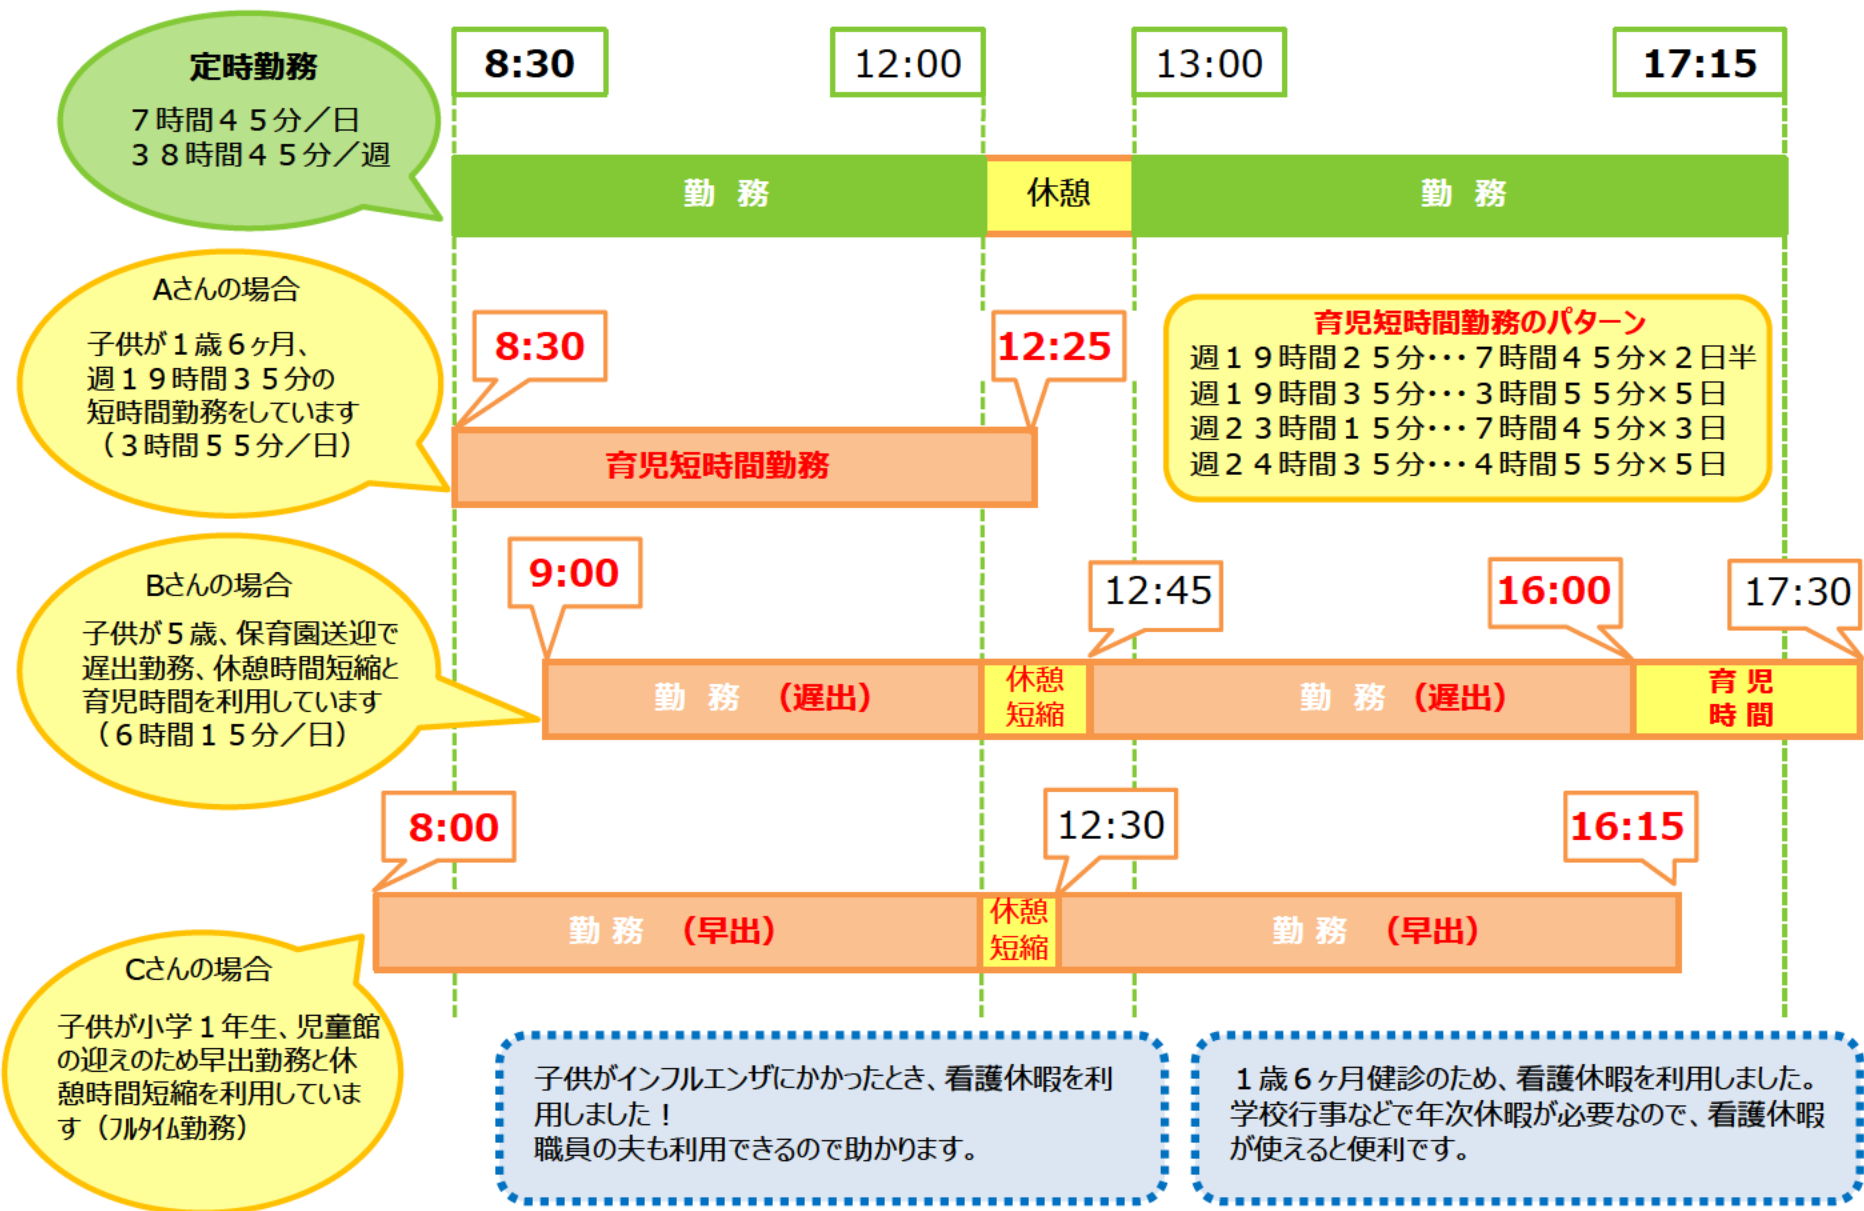 定時勤務
７時間４５分／日
３８時間４５分／週
8:30
12:00
13:00
17:15
勤 務
休憩
勤 務
Aさんの場合
子供が１歳６ヶ月、
週１９時間３５分の
短時間勤務をしています
（３時間５５分／日）
8:30
12:25
育児短時間勤務
育児短時間勤務のパターン
週１９時間２５分･･･７時間４５分×２日半
週１９時間３５分･･･３時間５５分×５日
週２３時間１５分･･･７時間４５分×３日
週２４時間３５分･･･４時間５５分×５日
Bさんの場合
子供が５歳、保育園送迎で
遅出勤務、休憩時間短縮と
育児時間を利用しています
（６時間１５分／日）
9:00
12:45
16:00
17:30
勤 務 （遅出）
休憩
短縮
勤 務 （遅出）
育 児
時 間
8:00
12:30
16:15
勤 務 （早出）
休憩
短縮
勤 務 （早出）
Cさんの場合
子供が小学１年生、児童館
の迎えのため早出勤務と休
憩時間短縮を利用していま
す（フルタイム勤務）
子供がインフルエンザにかかったとき、看護休暇を利
用しました！
職員の夫も利用できるので助かります。
１歳６ヶ月健診のため、看護休暇を利用しました。
学校行事などで年次休暇が必要なので、看護休暇
が使えると便利です。